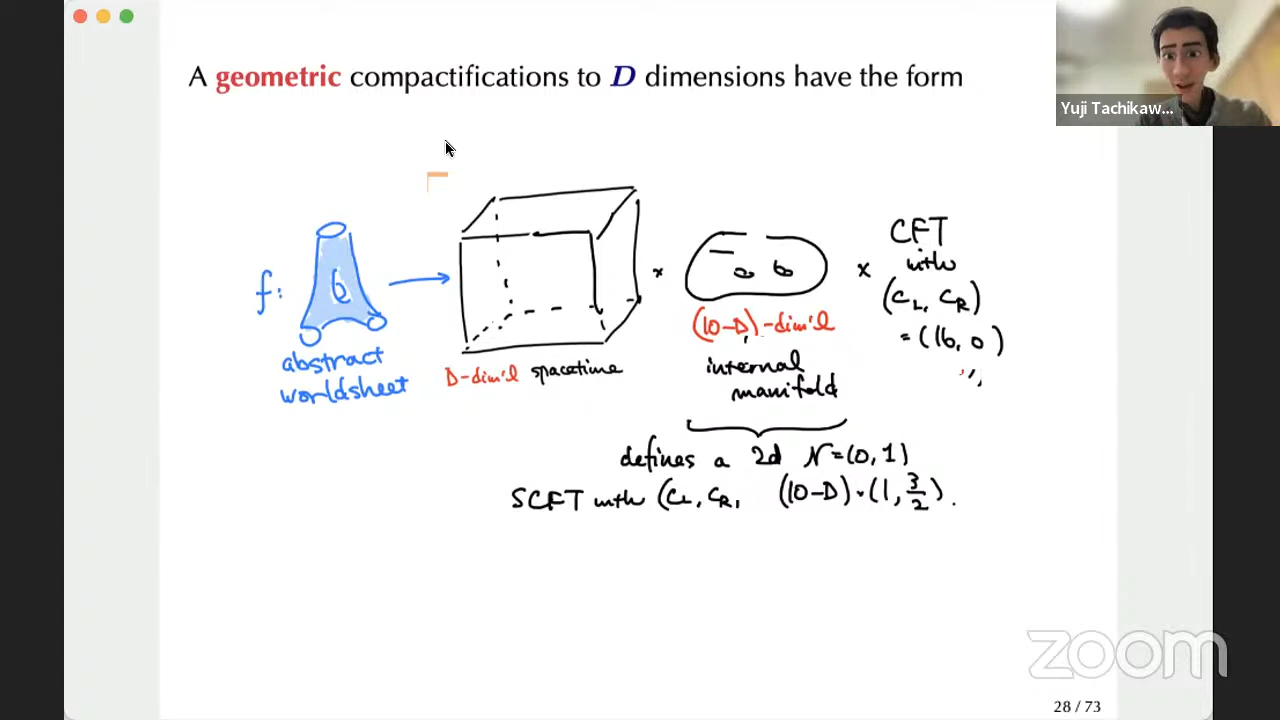 A geometric compactifications to D dimensions have the form
Yuji Tachikaw...
f:
abstract
worldsheet
D-dim'l spacetime
×
(10-D)-dim'l
internal
manifold
×
CFT
with
(CL, CR)
= (16, 0)
defines a 2d N=(0,1)
SCFT with (CL, CR, (10-D)·(1, 3/2).
zoom
28 / 73